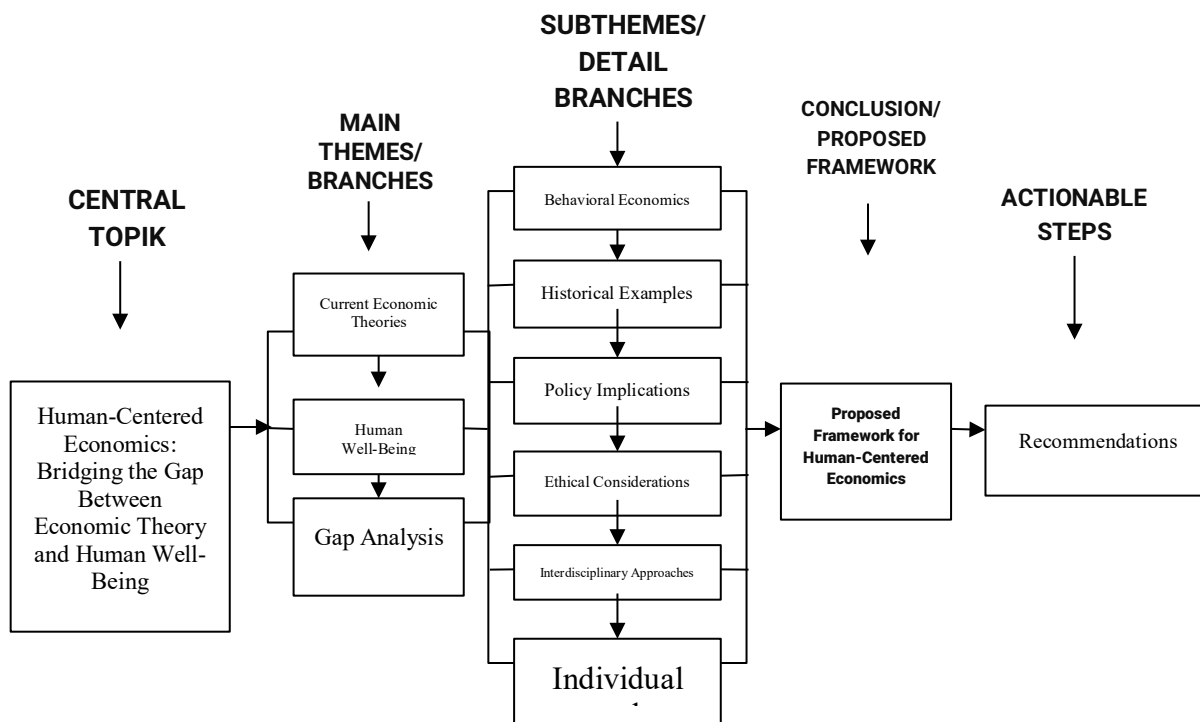 CENTRAL
TOPIK
Human-Centered
Economics:
Bridging the Gap
Between
Economic Theory
and Human Well-
Being
MAIN
THEMES/
BRANCHES
Current Economic
Theories
Human
Well-Being
Gap Analysis
SUBTHEMES/
DETAIL
BRANCHES
Behavioral Economics
Historical Examples
Policy Implications
Ethical Considerations
Interdisciplinary Approaches
Individual
CONCLUSION/
PROPOSED
FRAMEWORK
Proposed
Framework for
Human-Centered
Economics
ACTIONABLE
STEPS
Recommendations